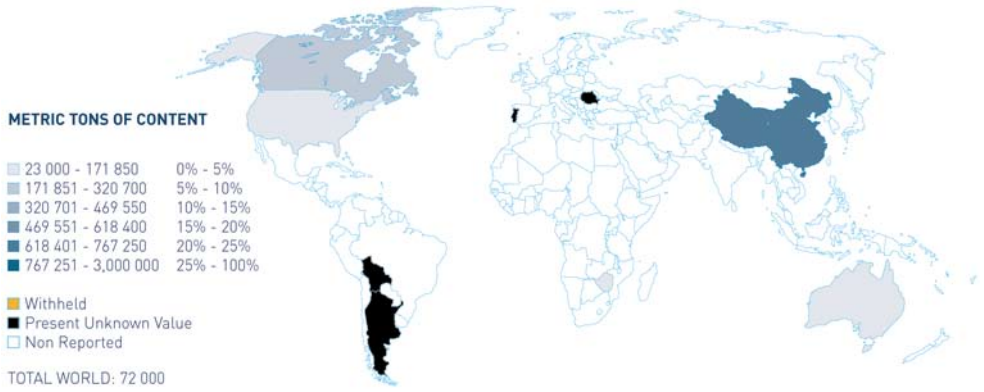 METRIC TONS OF CONTENT
23 000 - 171 850 0% - 5%
171 851 - 320 700 5% - 10%
320 701 - 469 550 10% - 15%
469 551 - 618 400 15% - 20%
618 401 - 767 250 20% - 25%
767 251 - 3,000 000 25% - 100%
Withheld
Present Unknown Value
Non Reported
TOTAL WORLD: 72 000